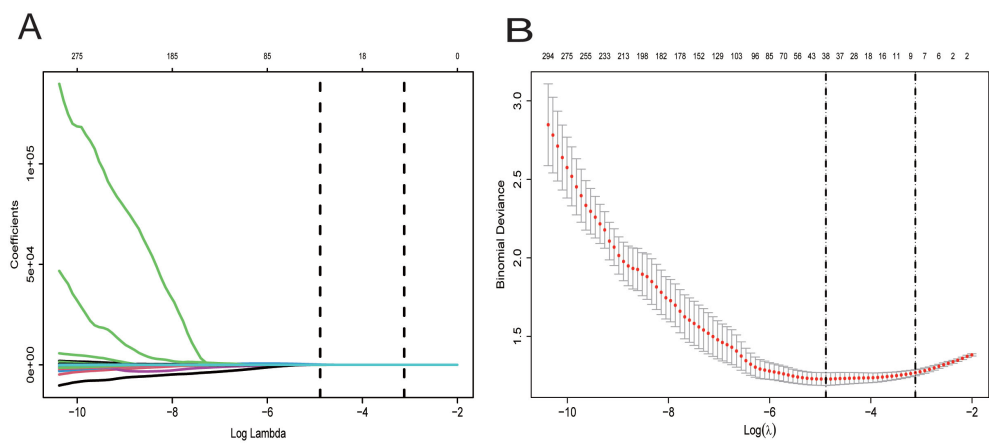 A
275 185 85 18 0
Coefficients
1e+05
5e+04
0e+00
−10 −8 −6 −4 −2
Log Lambda
B
294 275 255 233 213 198 182 178 152 129 103 96 85 70 56 43 38 37 28 18 16 11 9 7 6 2 2
Binomial Deviance
3.0
2.5
2.0
1.5
−10 −8 −6 −4 −2
Log(λ)